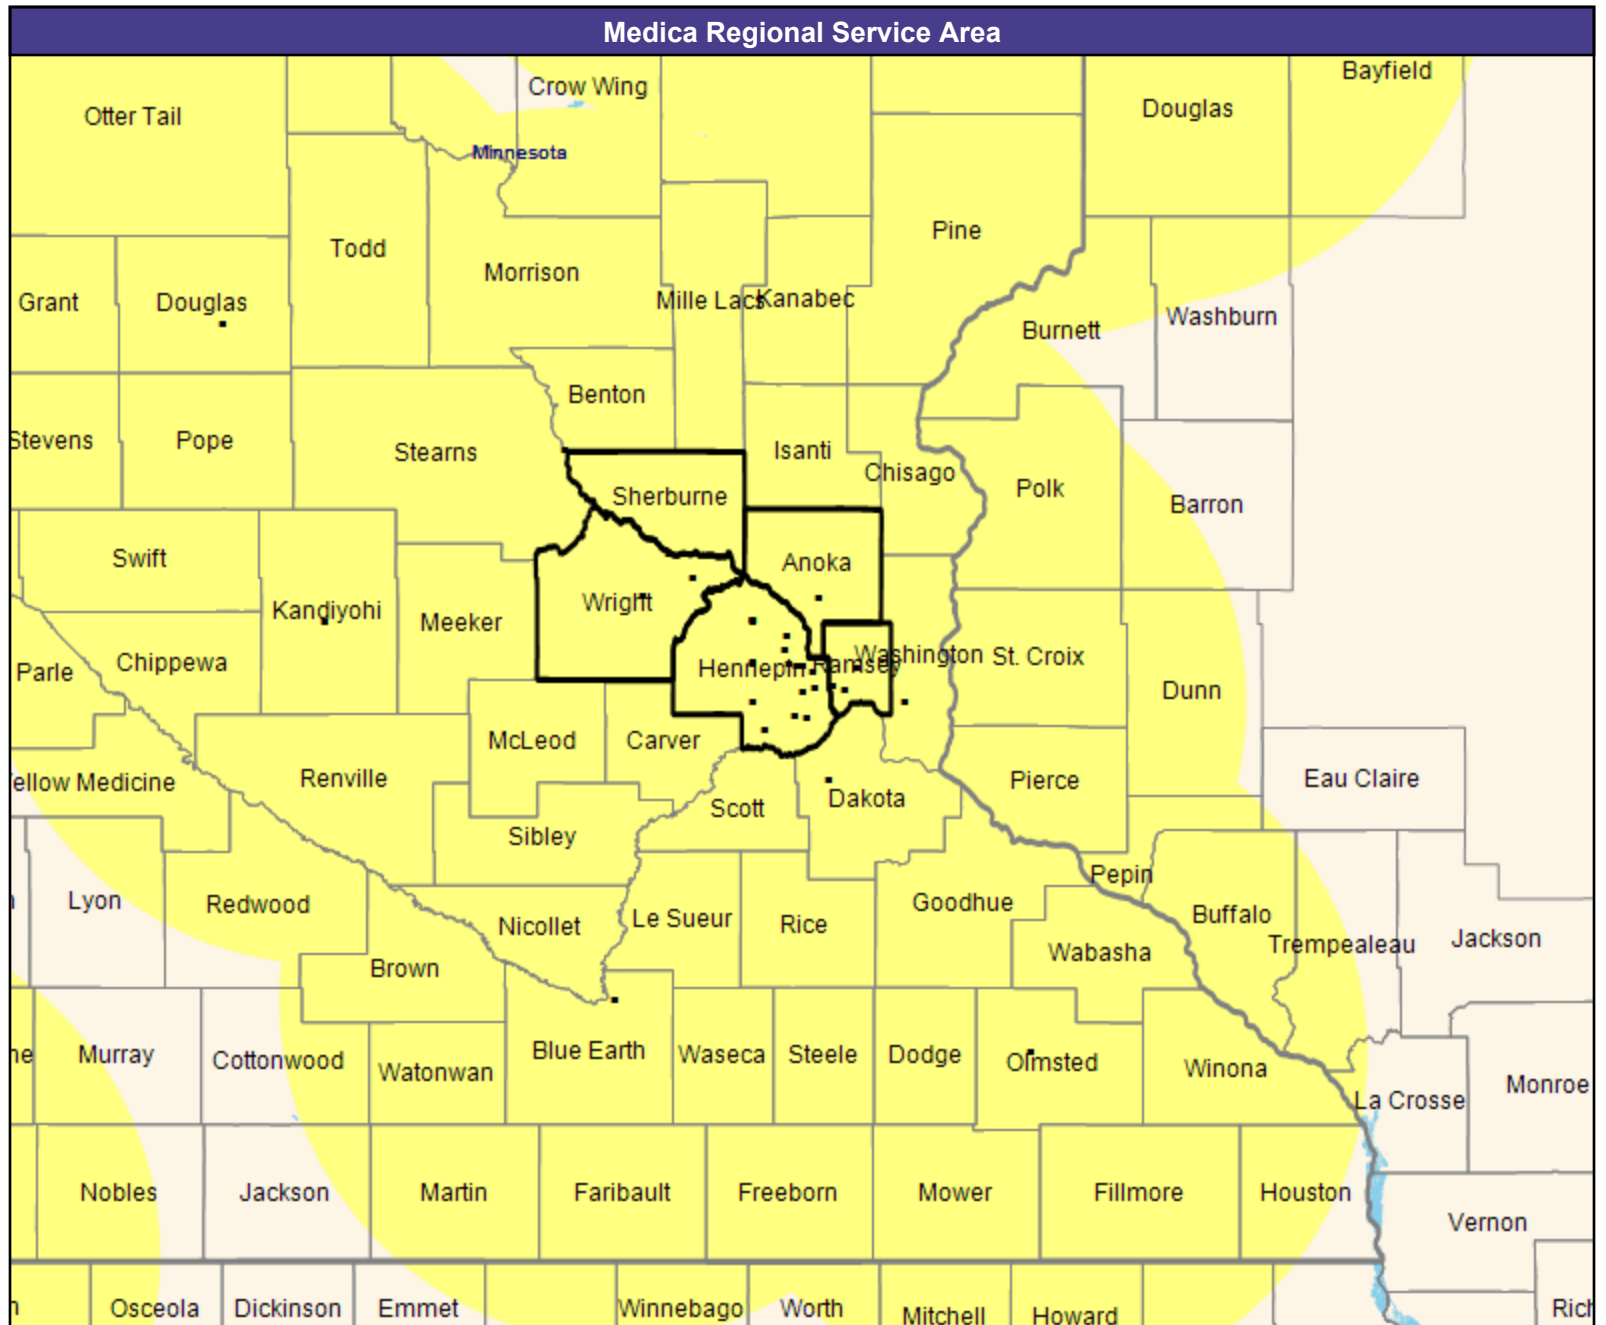 Medica Regional Service Area
Bayfield
Crow Wing
Douglas
Otter Tail
Minnesota
Pine
Todd
Morrison
Grant
Douglas
Mille Lacs
Kanabec
Washburn
Burnett
Benton
Stevens
Pope
Stearns
Isanti
Chisago
Polk
Sherburne
Barron
Swift
Anoka
Wright
Kandiyohi
Meeker
Washington
St. Croix
Parle
Chippewa
Hennepin
Ramsey
Dunn
McLeod
Carver
Renville
ellow Medicine
Pierce
Eau Claire
Scott
Dakota
Sibley
Pepin
Lyon
Redwood
Goodhue
Nicollet
Le Sueur
Rice
Buffalo
Trempealeau
Jackson
Wabasha
Brown
ne
Murray
Cottonwood
Watonwan
Blue Earth
Waseca
Steele
Dodge
Olmsted
Winona
La Crosse
Monroe
Nobles
Jackson
Martin
Faribault
Freeborn
Mower
Fillmore
Houston
Vernon
Osceola
Dickinson
Emmet
Winnebago
Worth
Mitchell
Howard
Rich